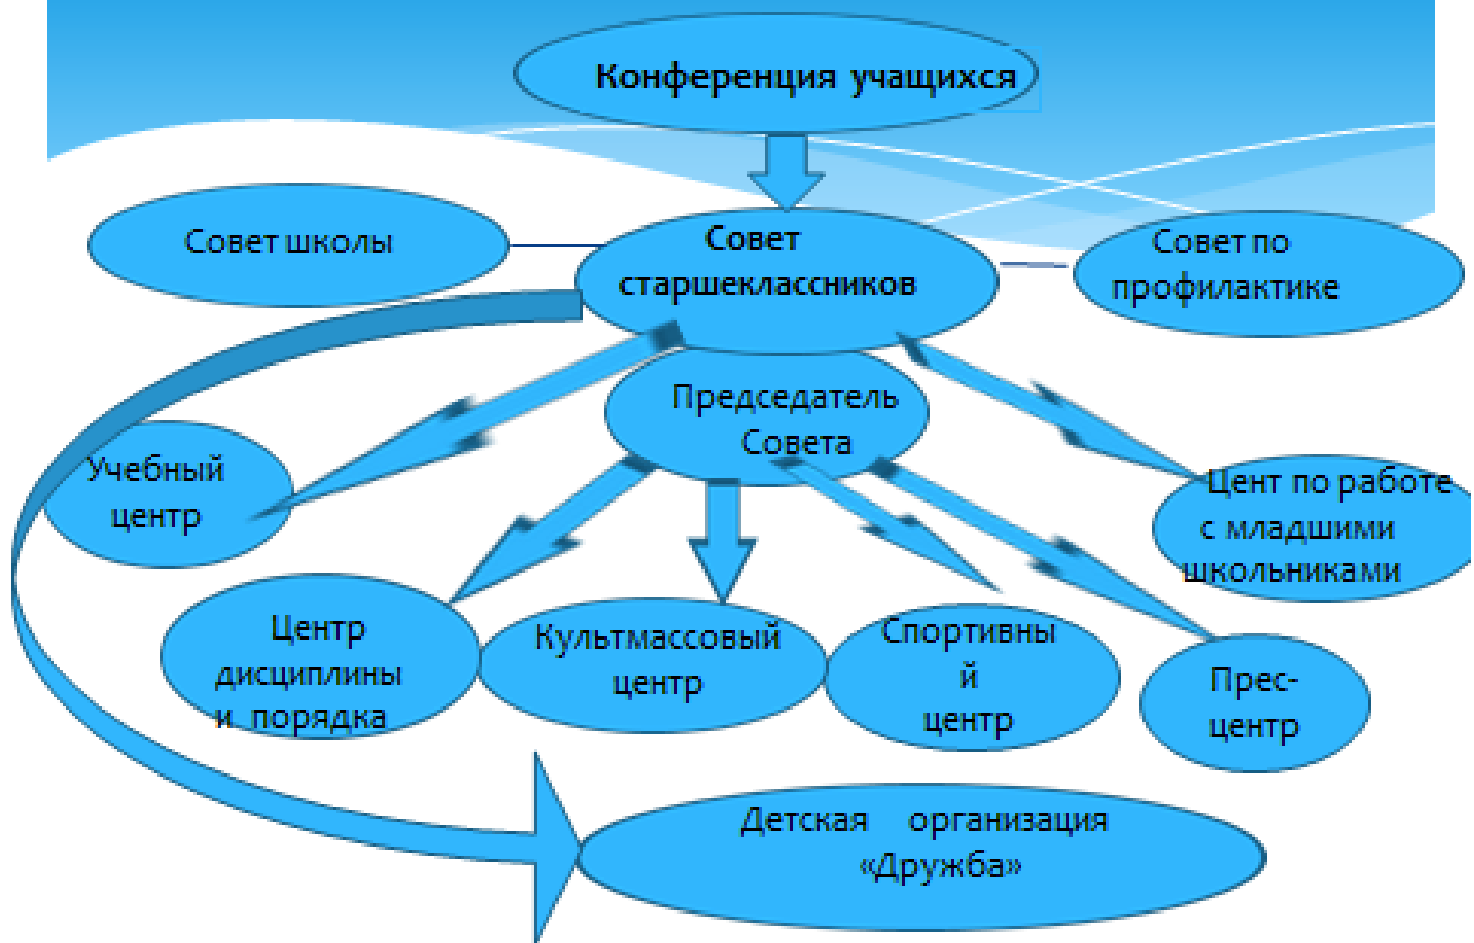 Конференция учащихся
Совет школы
Совет
старшеклассников
Совет по
профилактике
Председатель
Совета
Учебный
центр
Цент по работе
с младшими
школьниками
Центр
дисциплины
и порядка
Культмассовый
центр
Спортивны
й
центр
Прес-
центр
Детская организация
«Дружба»